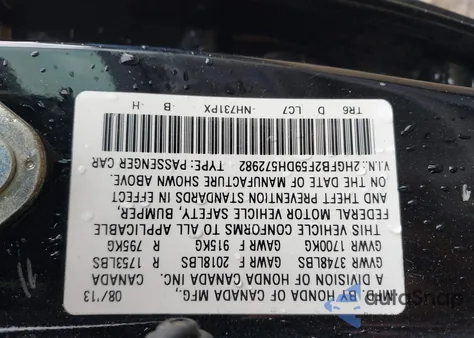 MFD. BY HONDA OF CANADA MFG., 08/13
A DIVISION OF HONDA CANADA INC. CANADA
GVWR 3748LBS GAWR F 2018LBS R 1753LBS
GVWR 1700KG GAWR F 915KG R 795KG
THIS VEHICLE CONFORMS TO ALL APPLICABLE
FEDERAL MOTOR VEHICLE SAFETY, BUMPER,
AND THEFT PREVENTION STANDARDS IN EFFECT
ON THE DATE OF MANUFACTURE SHOWN ABOVE.
V.I.N.: 2HGFB2F59DH572982 TYPE: PASSENGER CAR
TR6 D LC7 -NH731PX -B -H
autoSnap